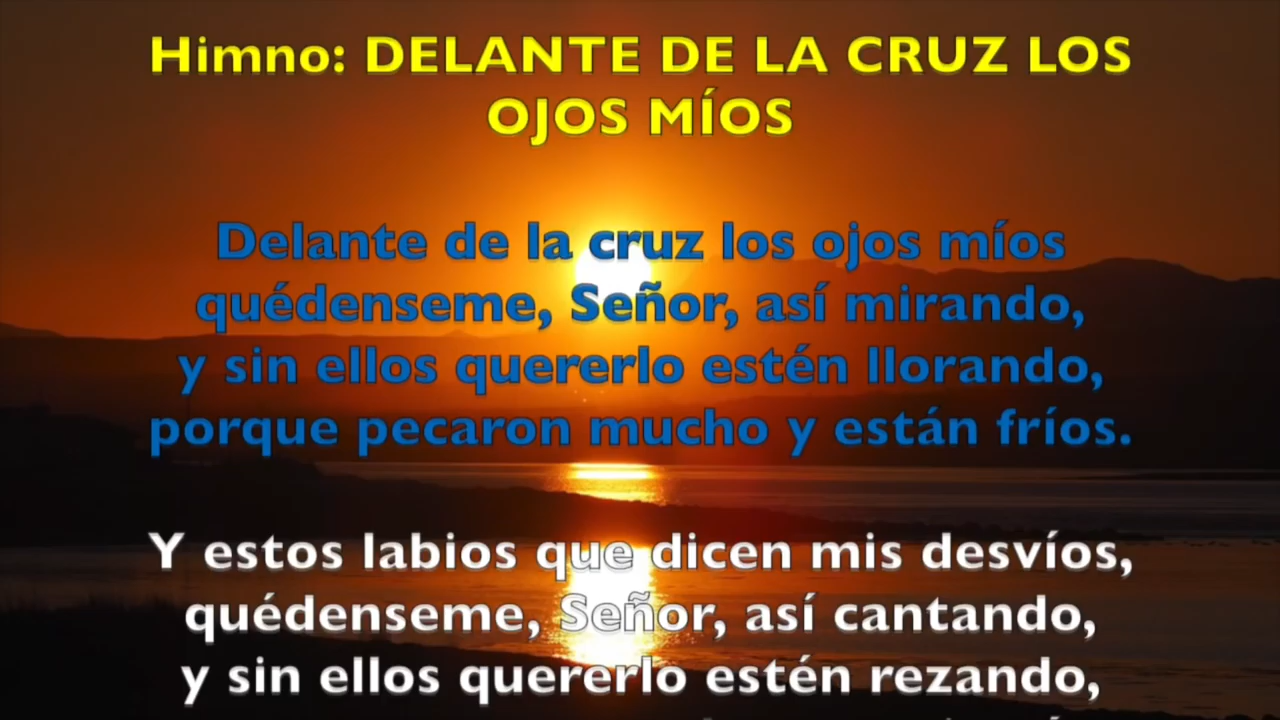 Himno: DELANTE DE LA CRUZ LOS
OJOS MÍOS
Delante de la cruz los ojos míos
quédenseme, Señor, así mirando,
y sin ellos quererlo estén llorando,
porque pecaron mucho y están fríos.
Y estos labios que dicen mis desvíos,
quédenseme, Señor, así cantando,
y sin ellos quererlo estén rezando,